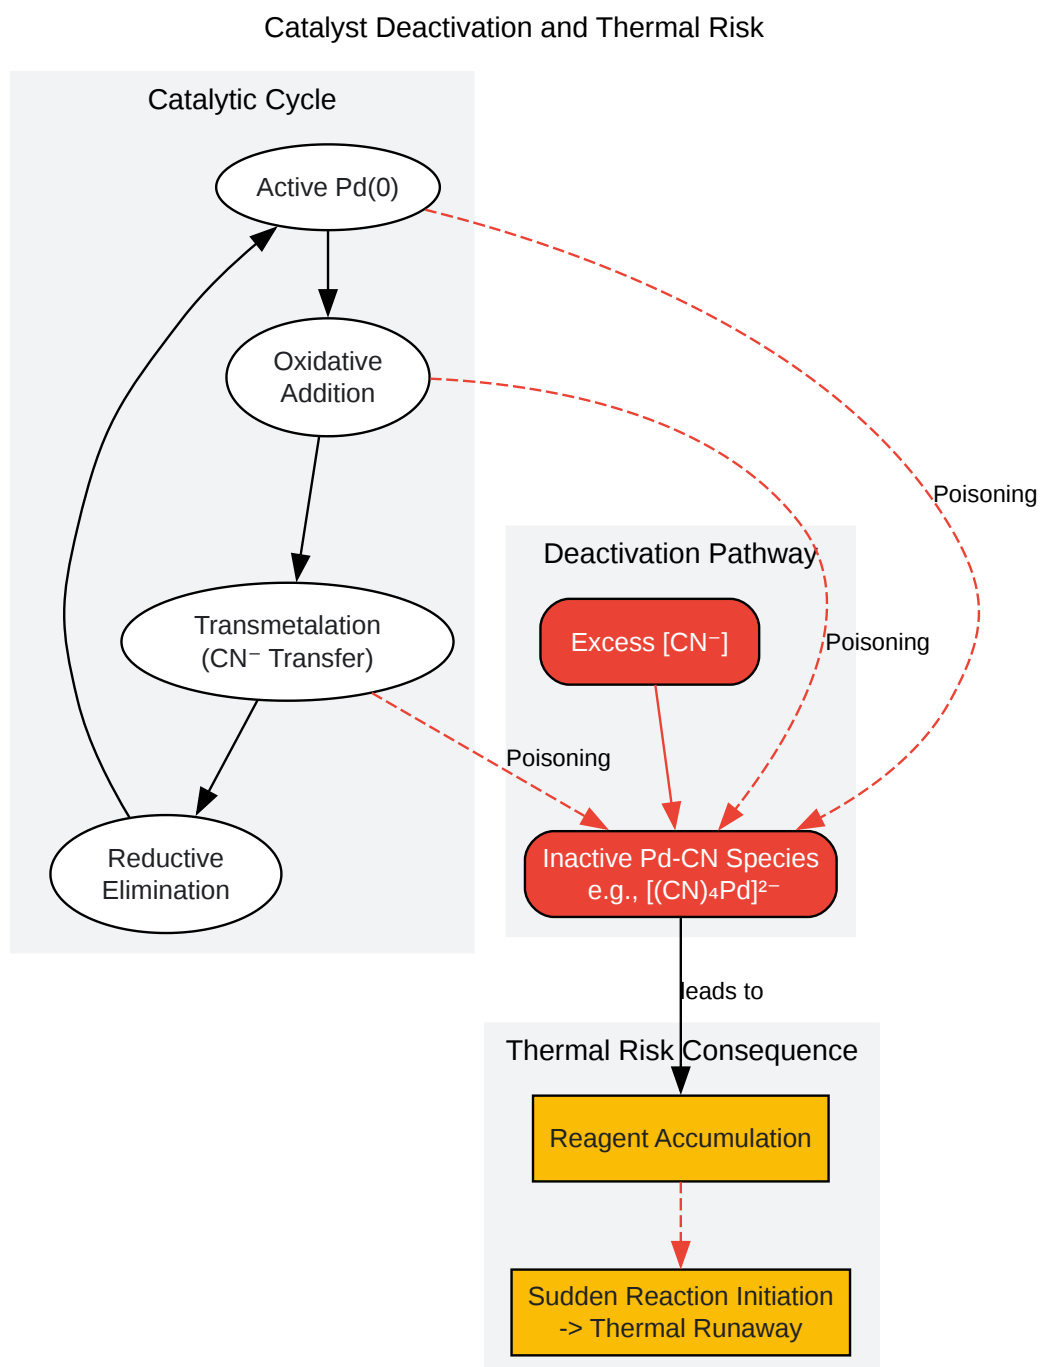 Catalyst Deactivation and Thermal Risk
Catalytic Cycle
Active Pd(0)
Oxidative
Addition
Poisoning
Deactivation Pathway
Transmetalation
(CN⁻ Transfer)
Excess [CN⁻]
Poisoning
Poisoning
Reductive
Elimination
Inactive Pd-CN Species
e.g., [(CN)₄Pd]²⁻
leads to
Thermal Risk Consequence
Reagent Accumulation
Sudden Reaction Initiation
-> Thermal Runaway